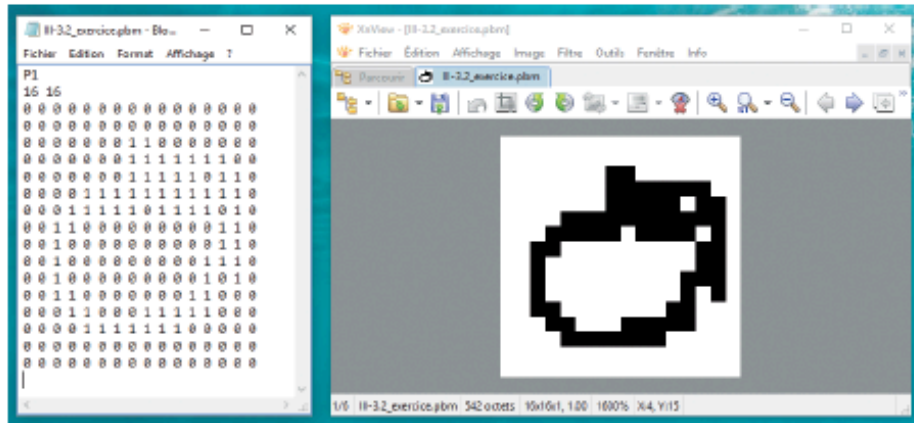 III-3.2_exercice.pbm - Blo...
Fichier Edition Format Affichage ?
P1
16 16
0 0 0 0 0 0 0 0 0 0 0 0 0 0 0 0
0 0 0 0 0 0 0 0 0 0 0 0 0 0 0 0
0 0 0 0 0 0 0 1 1 0 0 0 0 0 0 0
0 0 0 0 0 0 0 1 1 1 1 1 1 1 0 0
0 0 0 0 0 0 0 1 1 1 1 1 0 1 1 0
0 0 0 0 1 1 1 1 1 1 1 1 1 1 1 0
0 0 0 1 1 1 1 1 0 1 1 1 1 0 1 0
0 0 1 1 0 0 0 0 0 0 0 0 0 1 1 0
0 0 1 0 0 0 0 0 0 0 0 0 0 1 1 0
0 0 1 0 0 0 0 0 0 0 0 0 1 1 1 0
0 0 1 0 0 0 0 0 0 0 0 0 1 0 1 0
0 0 1 1 0 0 0 0 0 0 0 1 1 0 0 0
0 0 0 1 1 0 0 0 1 1 1 1 1 0 0 0
0 0 0 0 1 1 1 1 1 1 1 0 0 0 0 0
0 0 0 0 0 0 0 0 0 0 0 0 0 0 0 0
0 0 0 0 0 0 0 0 0 0 0 0 0 0 0 0
XnView - [III-3.2_exercice.pbm]
Fichier Édition Affichage Image Filtre Outils Fenêtre Info
Parcourir III-3.2_exercice.pbm
1/6 III-3.2_exercice.pbm 542 octets 16x16x1, 1.00 1600% X:4, Y:15